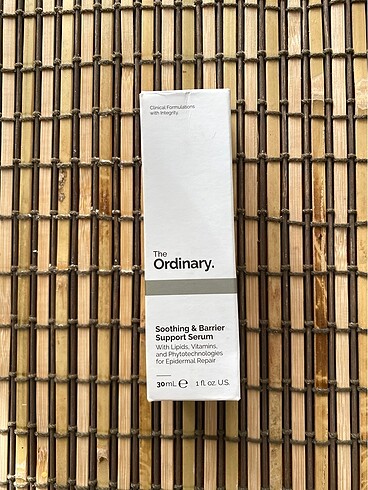 Clinical Formulations
with Integrity.
The
Ordinary.
Soothing & Barrier
Support Serum
With Lipids, Vitamins,
and Phytotechnologies
for Epidermal Repair
30mL ℮ 1 fl. oz. U.S.